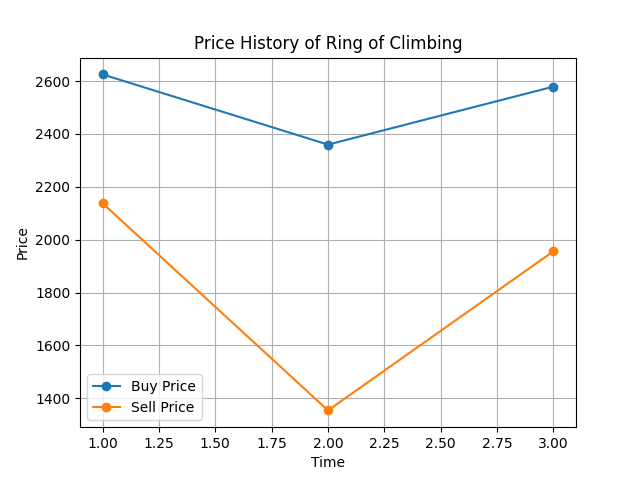 Price History of Ring of Climbing
2600
2400
2200
2000
1800
1600
1400
Price
Buy Price
Sell Price
1.00 1.25 1.50 1.75 2.00 2.25 2.50 2.75 3.00
Time